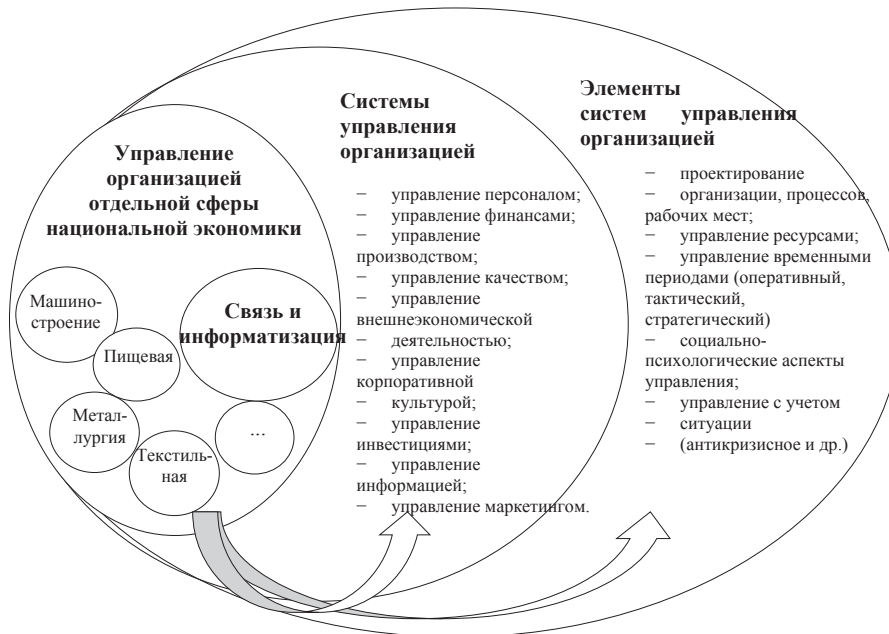 Управление
организацией
отдельной сферы
национальной экономики
Машино-
строение
Пищевая
Метал-
лургия
Текстиль-
ная
Связь и
информатизация
...
Системы
управления
организацией
– управление персоналом;
– управление финансами;
– управление
производством;
– управление качеством;
– управление
внешнеэкономической
– деятельностью;
– управление
корпоративной
– культурой;
– управление
инвестициями;
– управление
информацией;
– управление маркетингом.
Элементы
систем управления
организацией
– проектирование
– организации, процессов,
рабочих мест;
– управление ресурсами;
– управление временными
периодами (оперативный,
тактический,
стратегический)
– социально-
психологические аспекты
управления;
– управление с учетом
– ситуации
– (антикризисное и др.)